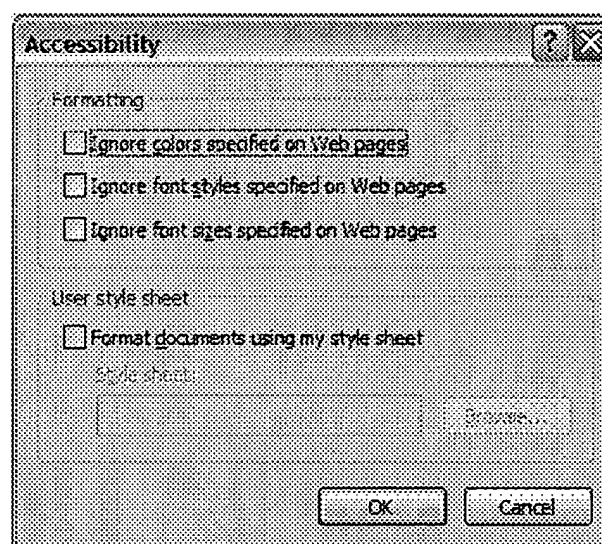 Accessibility
Formatting
Ignore colors specified on Web pages
Ignore font styles specified on Web pages
Ignore font sizes specified on Web pages
User style sheet
Format documents using my style sheet
Style sheet:
Browse...
OK
Cancel